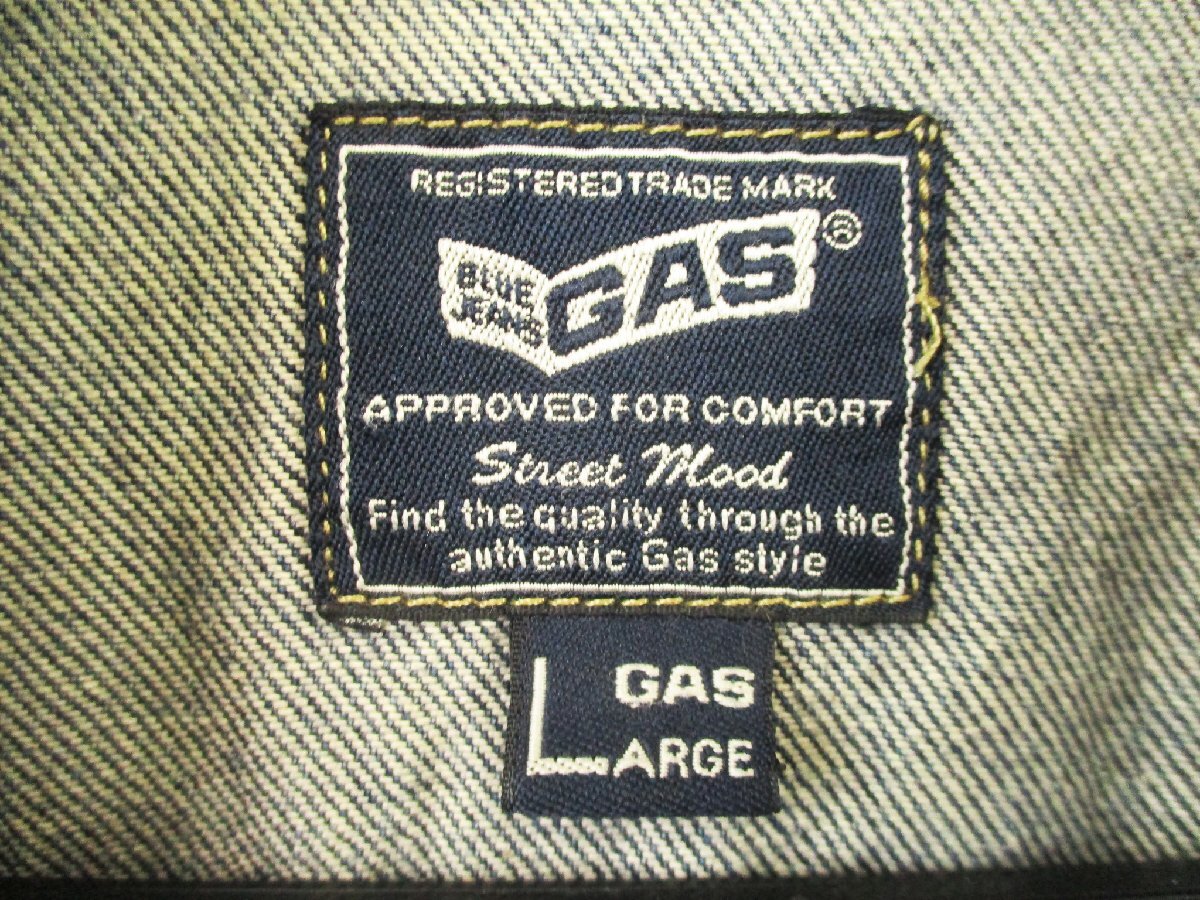 REGISTERED TRADE MARK
BLUE JEANS GAS ®
APPROVED FOR COMFORT
Street Mood
Find the quality through the
authentic Gas style
GAS
LARGE